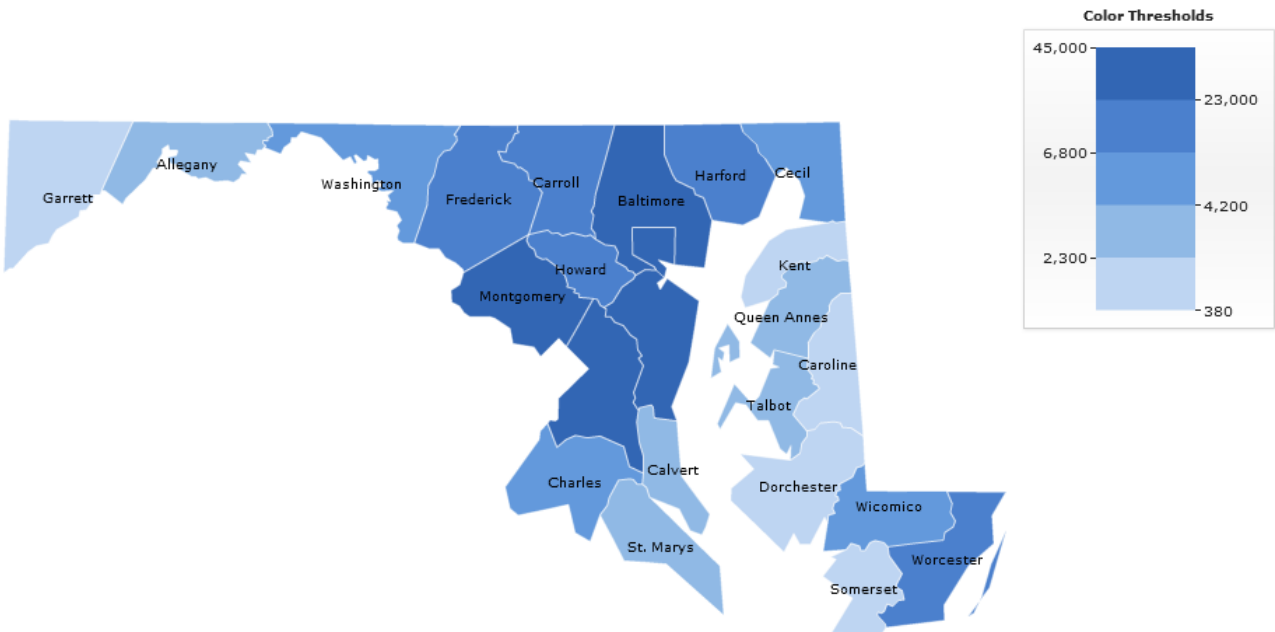 Color Thresholds
45,000
23,000
6,800
4,200
2,300
380
Garrett
Allegany
Washington
Frederick
Carroll
Baltimore
Harford
Cecil
Howard
Montgomery
Kent
Queen Annes
Caroline
Talbot
Calvert
Charles
Dorchester
Wicomico
St. Marys
Worcester
Somerset